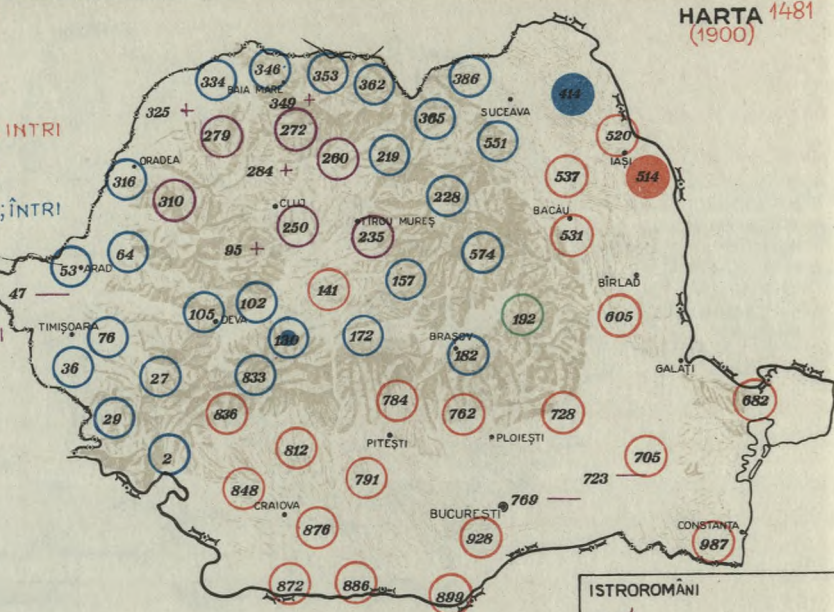 HARTA 1481
(1900)
346 353 386
334 362
BAIA MARE 414
325 349 SUCEAVA
INTRI 279 272 365 520
260 219 551 IAȘI
ORADEA 284 537 514
316 310 CLUJ 228
ÎNTRI TÎRGU MUREȘ BACĂU
250 235 531
64 95 574
53 ARAD 157 BÎRLAD
47 141
105 102 192 605
TIMIȘOARA DEVA
76 130 172 BRAȘOV
36 182 GALAȚI
27 833
784 762 728 682
29 836
PITEȘTI PLOIEȘTI
2 812 705
791 723
848
CRAIOVA BUCUREȘTI 769
876 928 CONSTANȚA
987
872 886 899
ISTROROMÂNI